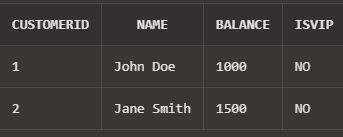 CUSTOMERID NAME BALANCE ISVIP
1 John Doe 1000 NO
2 Jane Smith 1500 NO